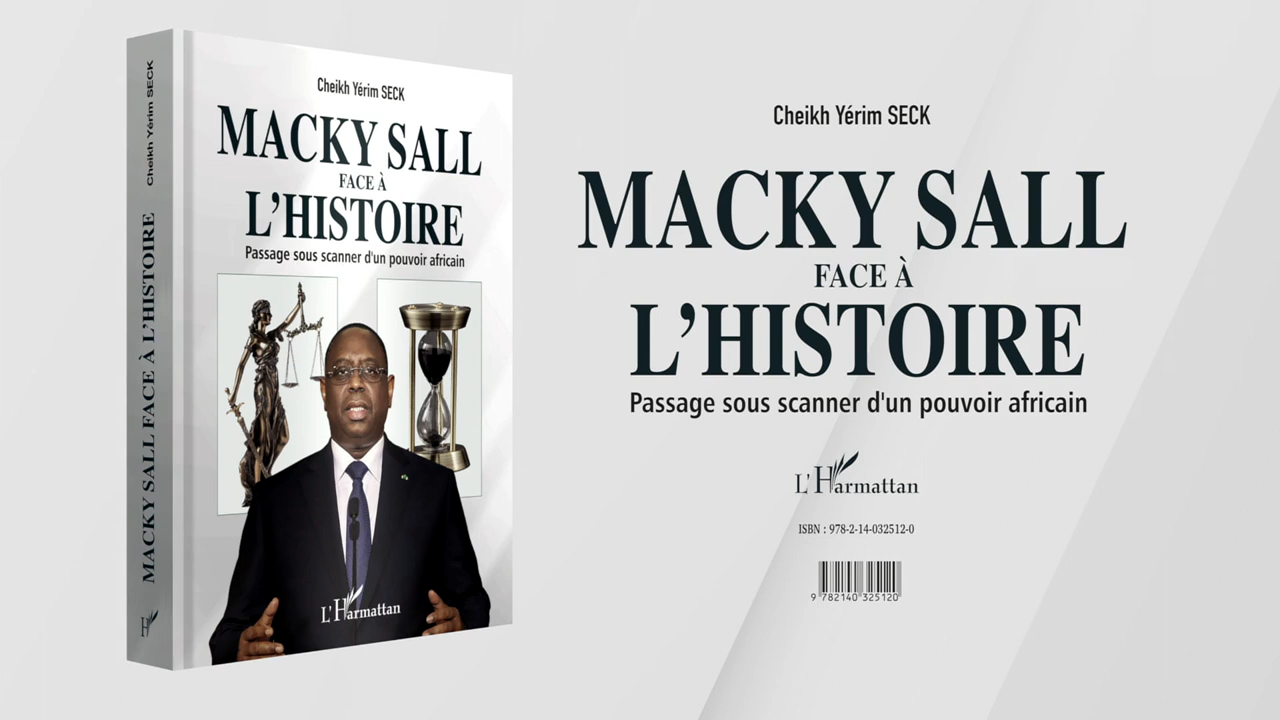 Cheikh Yérim SECK
MACKY SALL FACE À L'HISTOIRE
Cheikh Yérim SECK
MACKY SALL
FACE À
L'HISTOIRE
Passage sous scanner d'un pouvoir africain
L'Harmattan
Cheikh Yérim SECK
MACKY SALL
FACE À
L'HISTOIRE
Passage sous scanner d'un pouvoir africain
L'Harmattan
ISBN : 978-2-14-032512-0
9 782140 325120